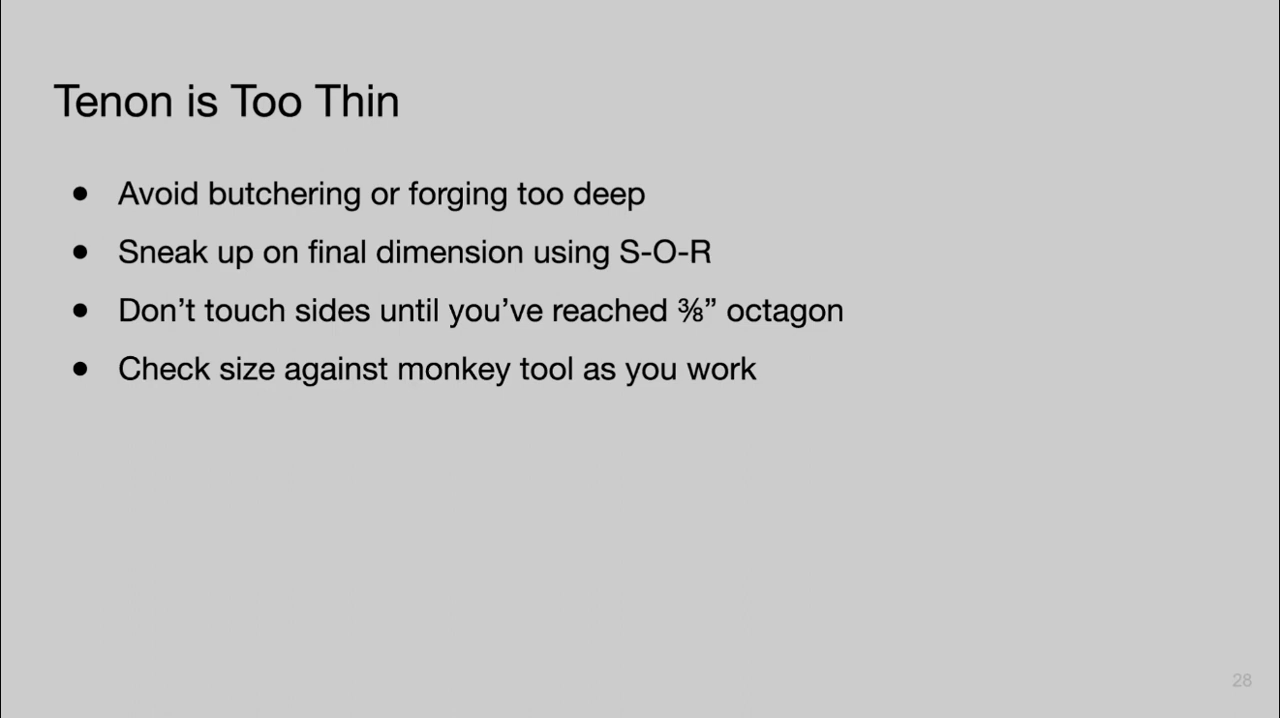 Tenon is Too Thin
● Avoid butchering or forging too deep
● Sneak up on final dimension using S-O-R
● Don’t touch sides until you’ve reached ⅜” octagon
● Check size against monkey tool as you work
28